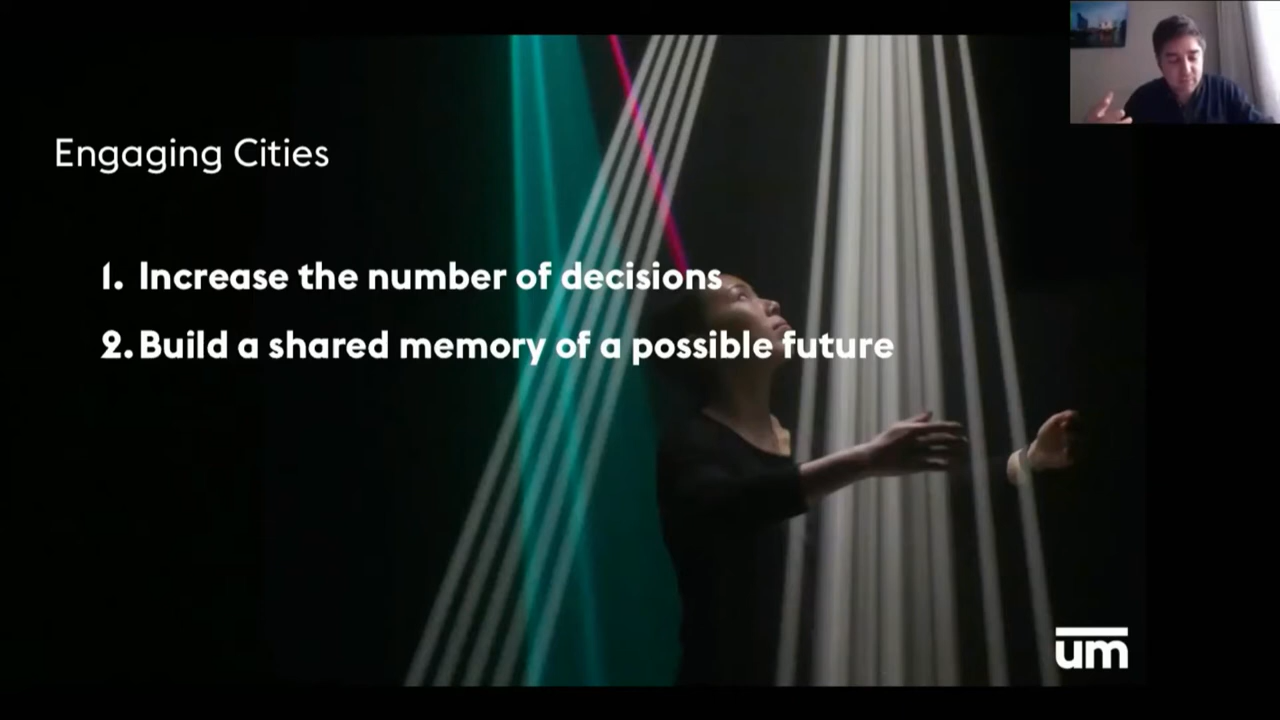 Engaging Cities
1. Increase the number of decisions
2. Build a shared memory of a possible future
um